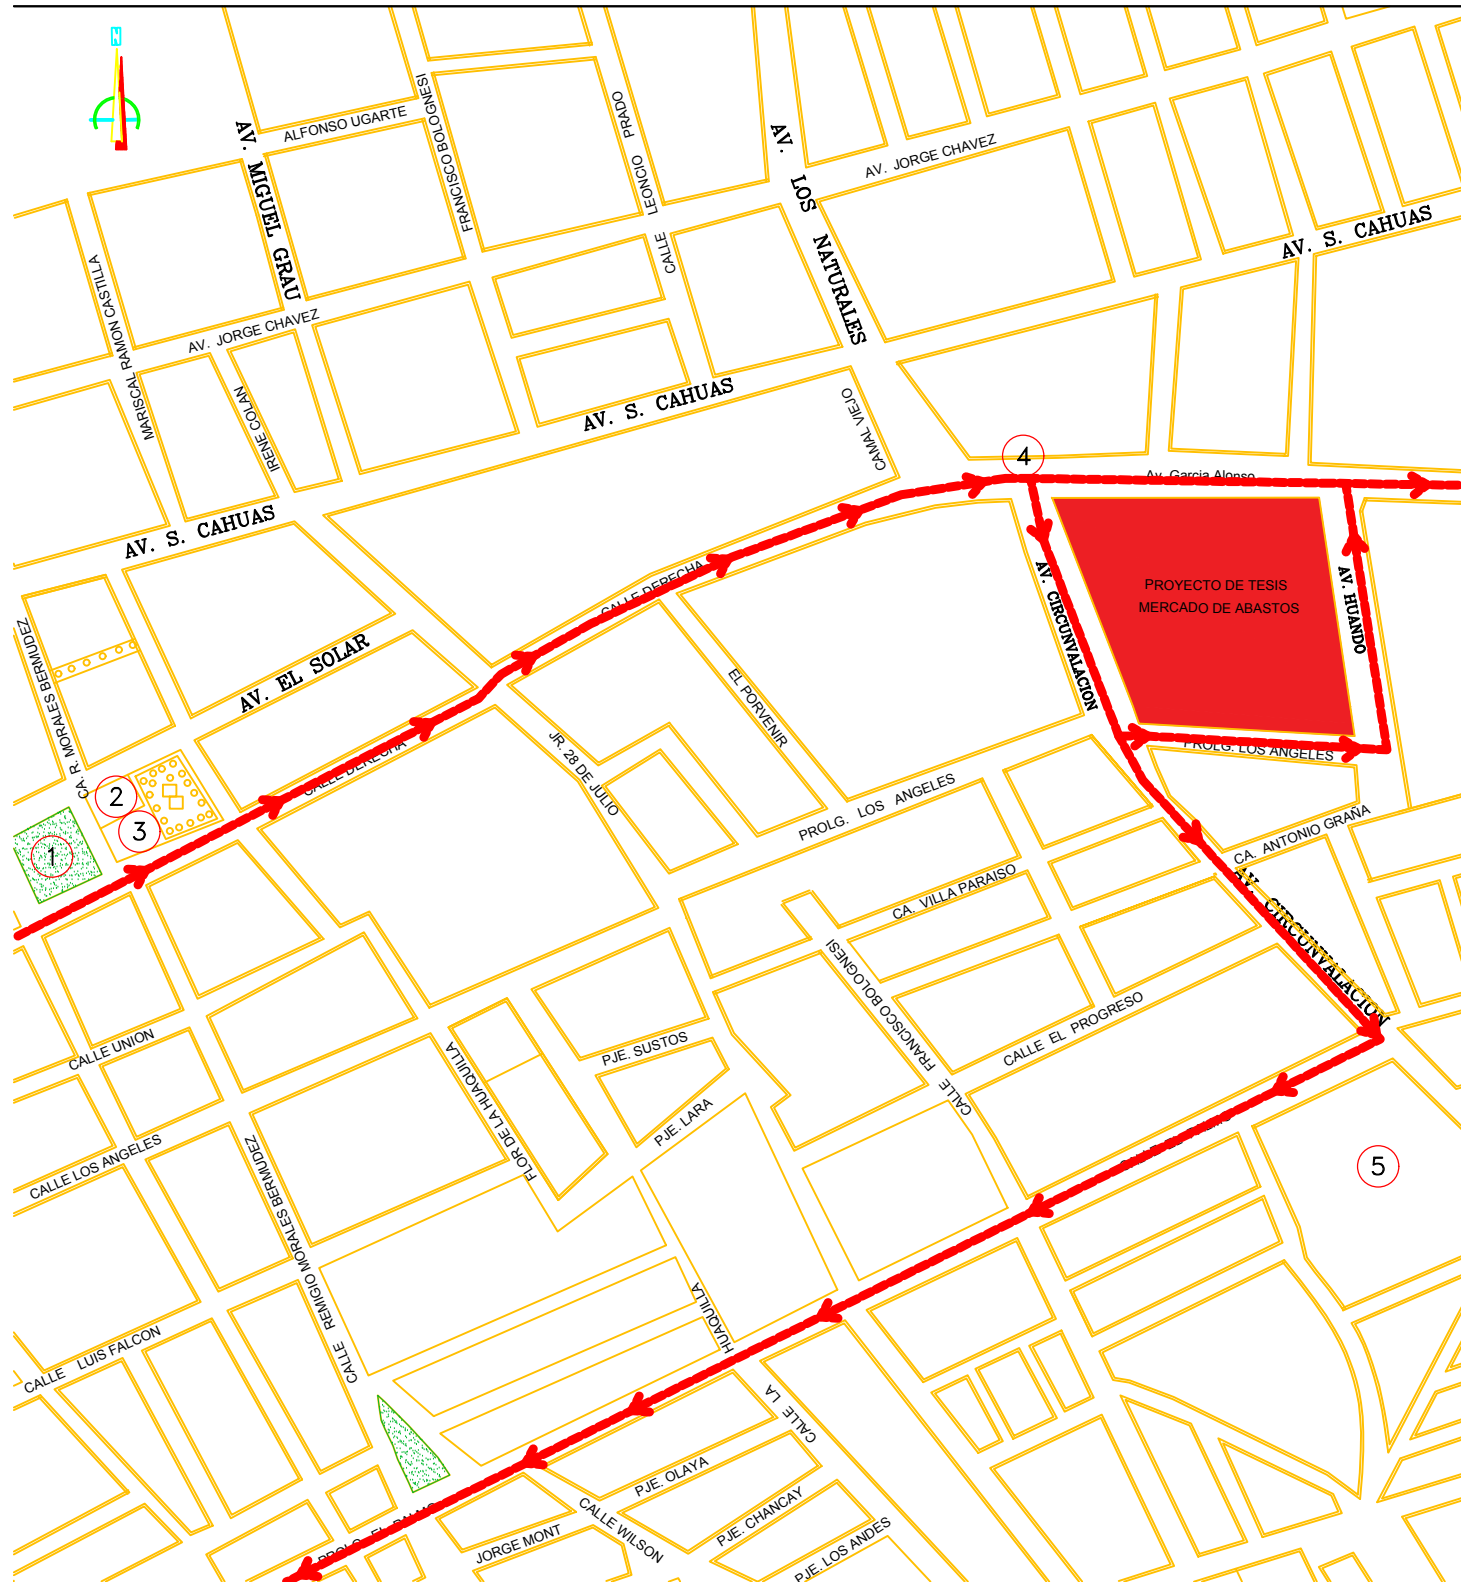 N
ALFONSO UGARTE
FRANCISCO BOLOGNESI
CALLE LEONCIO PRADO
AV. MIGUEL GRAU
AV. LOS NATURALES
AV. JORGE CHAVEZ
AV. S. CAHUAS
MARISCAL RAMON CASTILLA
AV. JORGE CHAVEZ
IRENE COLAN
AV. S. CAHUAS
CAMAL VIEJO
4
Av. Garcia Alonso
AV. S. CAHUAS
PROYECTO DE TESIS
MERCADO DE ABASTOS
AV. CIRCUNVALACION
AV. HUANDO
CALLE DERECHA
CA. R. MORALES BERMUDEZ
AV. EL SOLAR
EL PORVENIR
JR. 28 DE JULIO
CALLE DERECHA
PROLG. LOS ANGELES
2
3
1
PROLG. LOS ANGELES
CA. ANTONIO GRAÑA
CA. VILLA PARAISO
AV. CIRCUNVALACION
CALLE FRANCISCO BOLOGNESI
CALLE EL PROGRESO
CALLE UNION
PJE. SUSTOS
FLOR DE LA HUAQUILLA
PJE. LARA
CALLE LOS ANGELES
5
CALLE REMIGIO MORALES BERMUDEZ
CALLE LA HUAQUILLA
CALLE LUIS FALCON
PJE. OLAYA
PJE. CHANCAY
CALLE WILSON
JORGE MONT
PJE. LOS ANDES